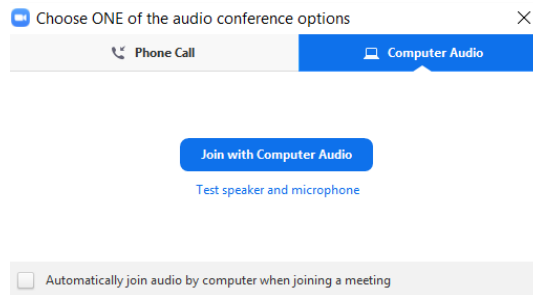 Choose ONE of the audio conference options
Phone Call
Computer Audio
Join with Computer Audio
Test speaker and microphone
Automatically join audio by computer when joining a meeting